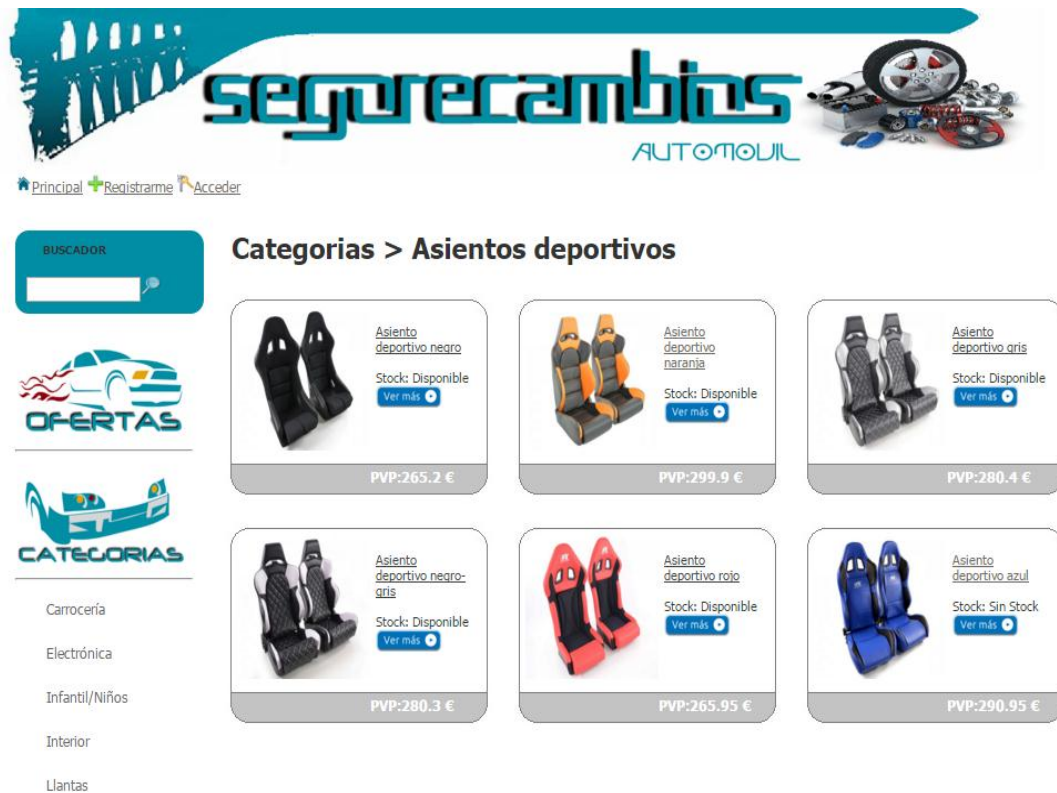 segorecambios
AUTOMOVIL
Principal Registrarme Acceder
BUSCADOR
OFERTAS
CATEGORIAS
Carrocería
Electrónica
Infantil/Niños
Interior
Llantas
Categorias > Asientos deportivos
Asiento
deportivo negro
Stock: Disponible
Ver más
PVP:265.2 €
Asiento
deportivo
naranja
Stock: Disponible
Ver más
PVP:299.9 €
Asiento
deportivo gris
Stock: Disponible
Ver más
PVP:280.4 €
Asiento
deportivo negro-
gris
Stock: Disponible
Ver más
PVP:280.3 €
Asiento
deportivo rojo
Stock: Disponible
Ver más
PVP:265.95 €
Asiento
deportivo azul
Stock: Sin Stock
Ver más
PVP:290.95 €